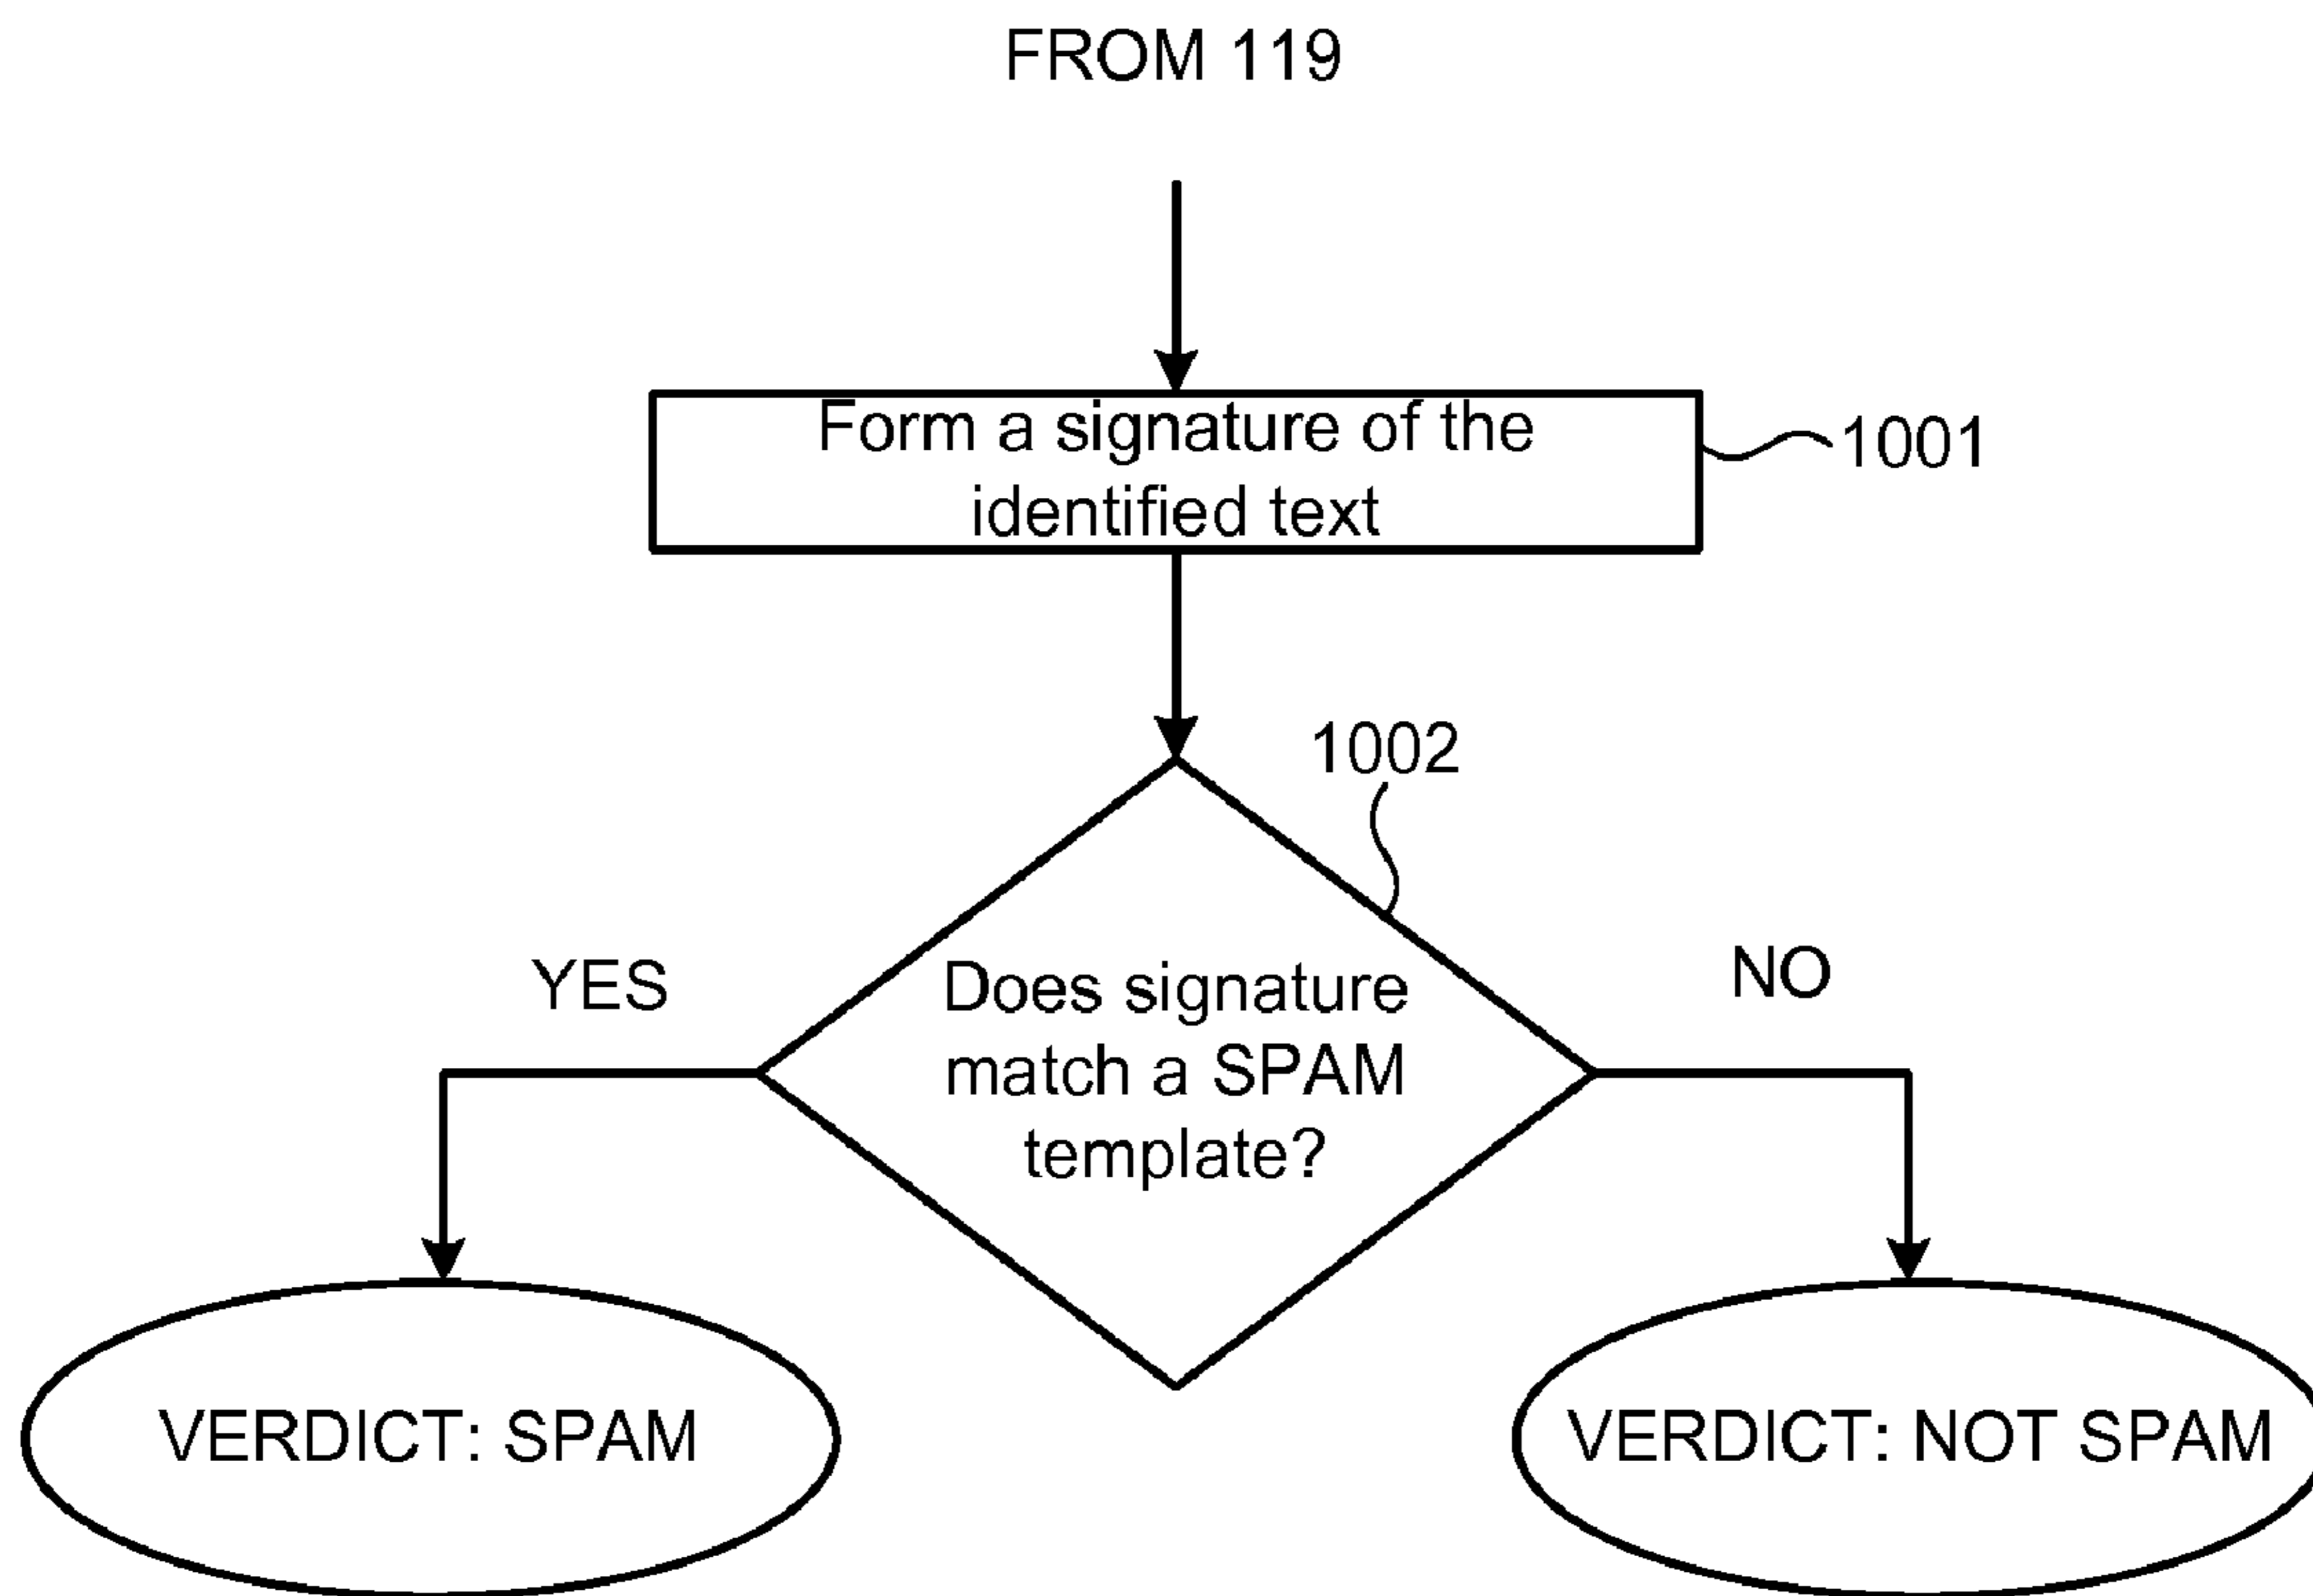 FROM 119
Form a signature of the
identified text
1001
1002
YES
NO
Does signature
match a SPAM
template?
VERDICT: SPAM
VERDICT: NOT SPAM